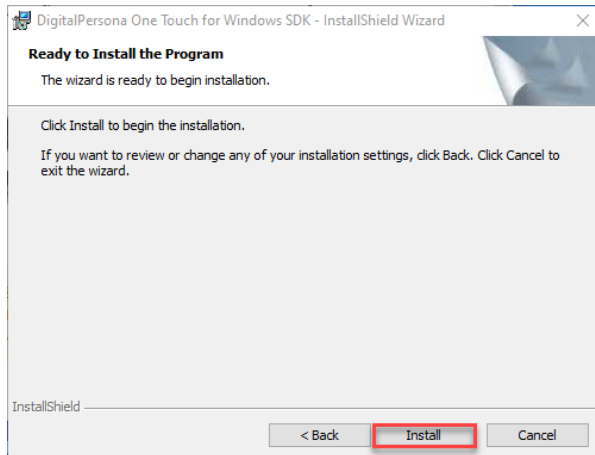 DigitalPersona One Touch for Windows SDK - InstallShield Wizard
Ready to Install the Program
The wizard is ready to begin installation.
Click Install to begin the installation.
If you want to review or change any of your installation settings, click Back. Click Cancel to
exit the wizard.
InstallShield
< Back Install Cancel